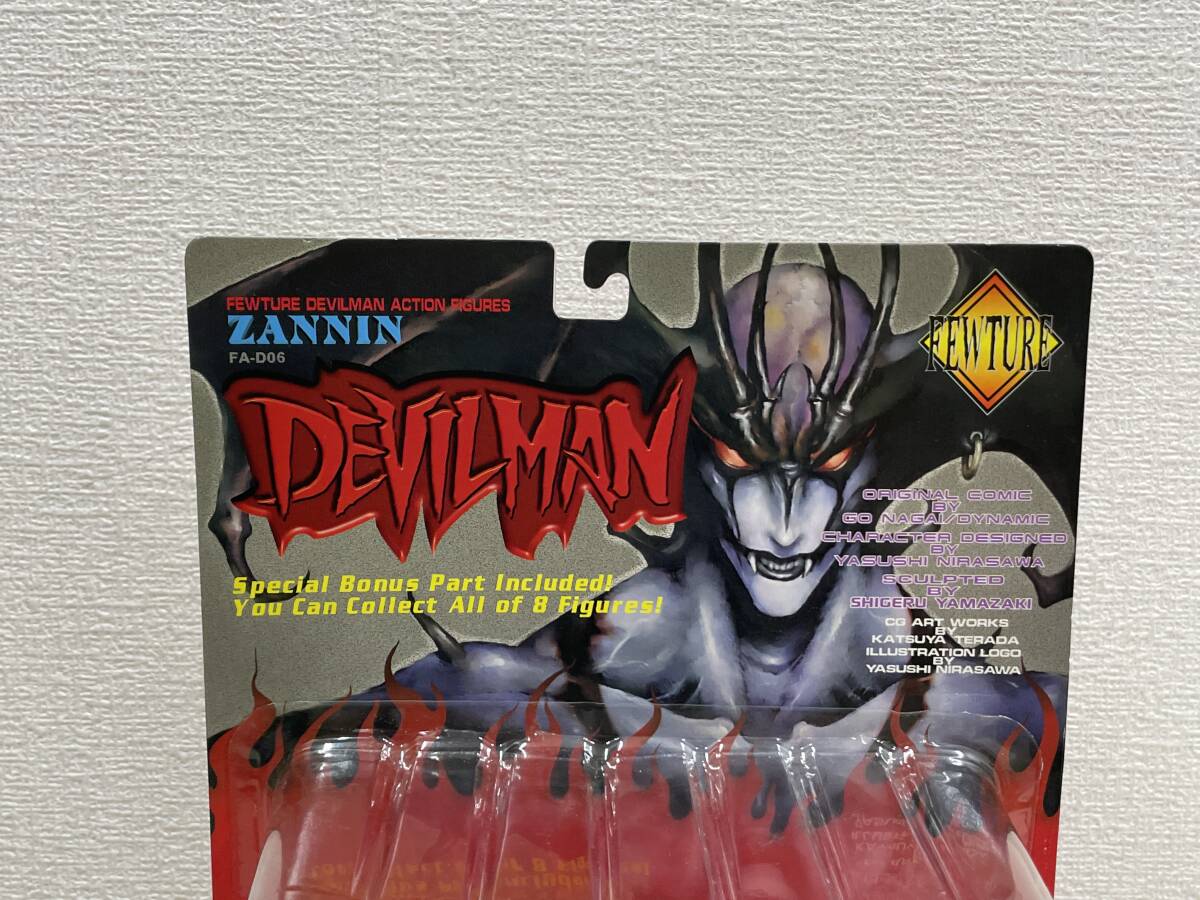 FEWTURE DEVILMAN ACTION FIGURES
ZANNIN
FA-D06
DEVILMAN
Special Bonus Part Included!
You Can Collect All of 8 Figures!
FEWTURE
ORIGINAL COMIC
BY
GO NAGAI/DYNAMIC
CHARACTER DESIGNED
BY
YASUSHI NIRASAWA
SCULPTED
BY
SHIGERU YAMAZAKI
CG ART WORKS
BY
KATSUYA TERADA
ILLUSTRATION LOGO
BY
YASUSHI NIRASAWA